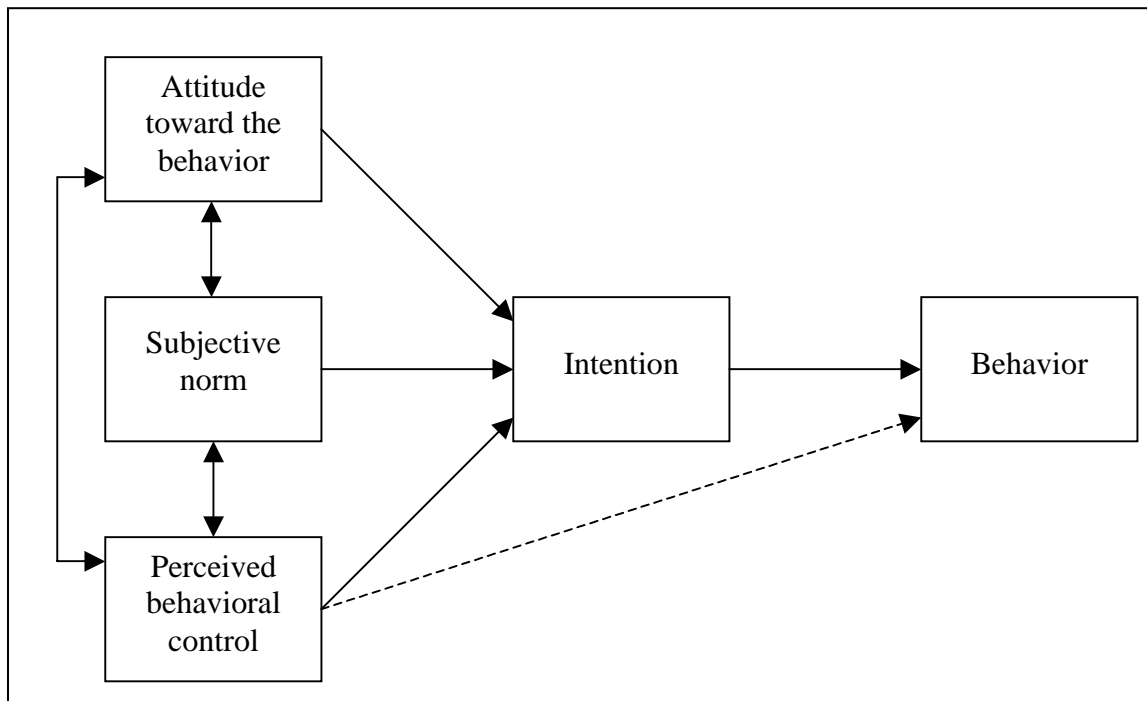 Attitude
toward the
behavior
Subjective
norm
Intention
Behavior
Perceived
behavioral
control